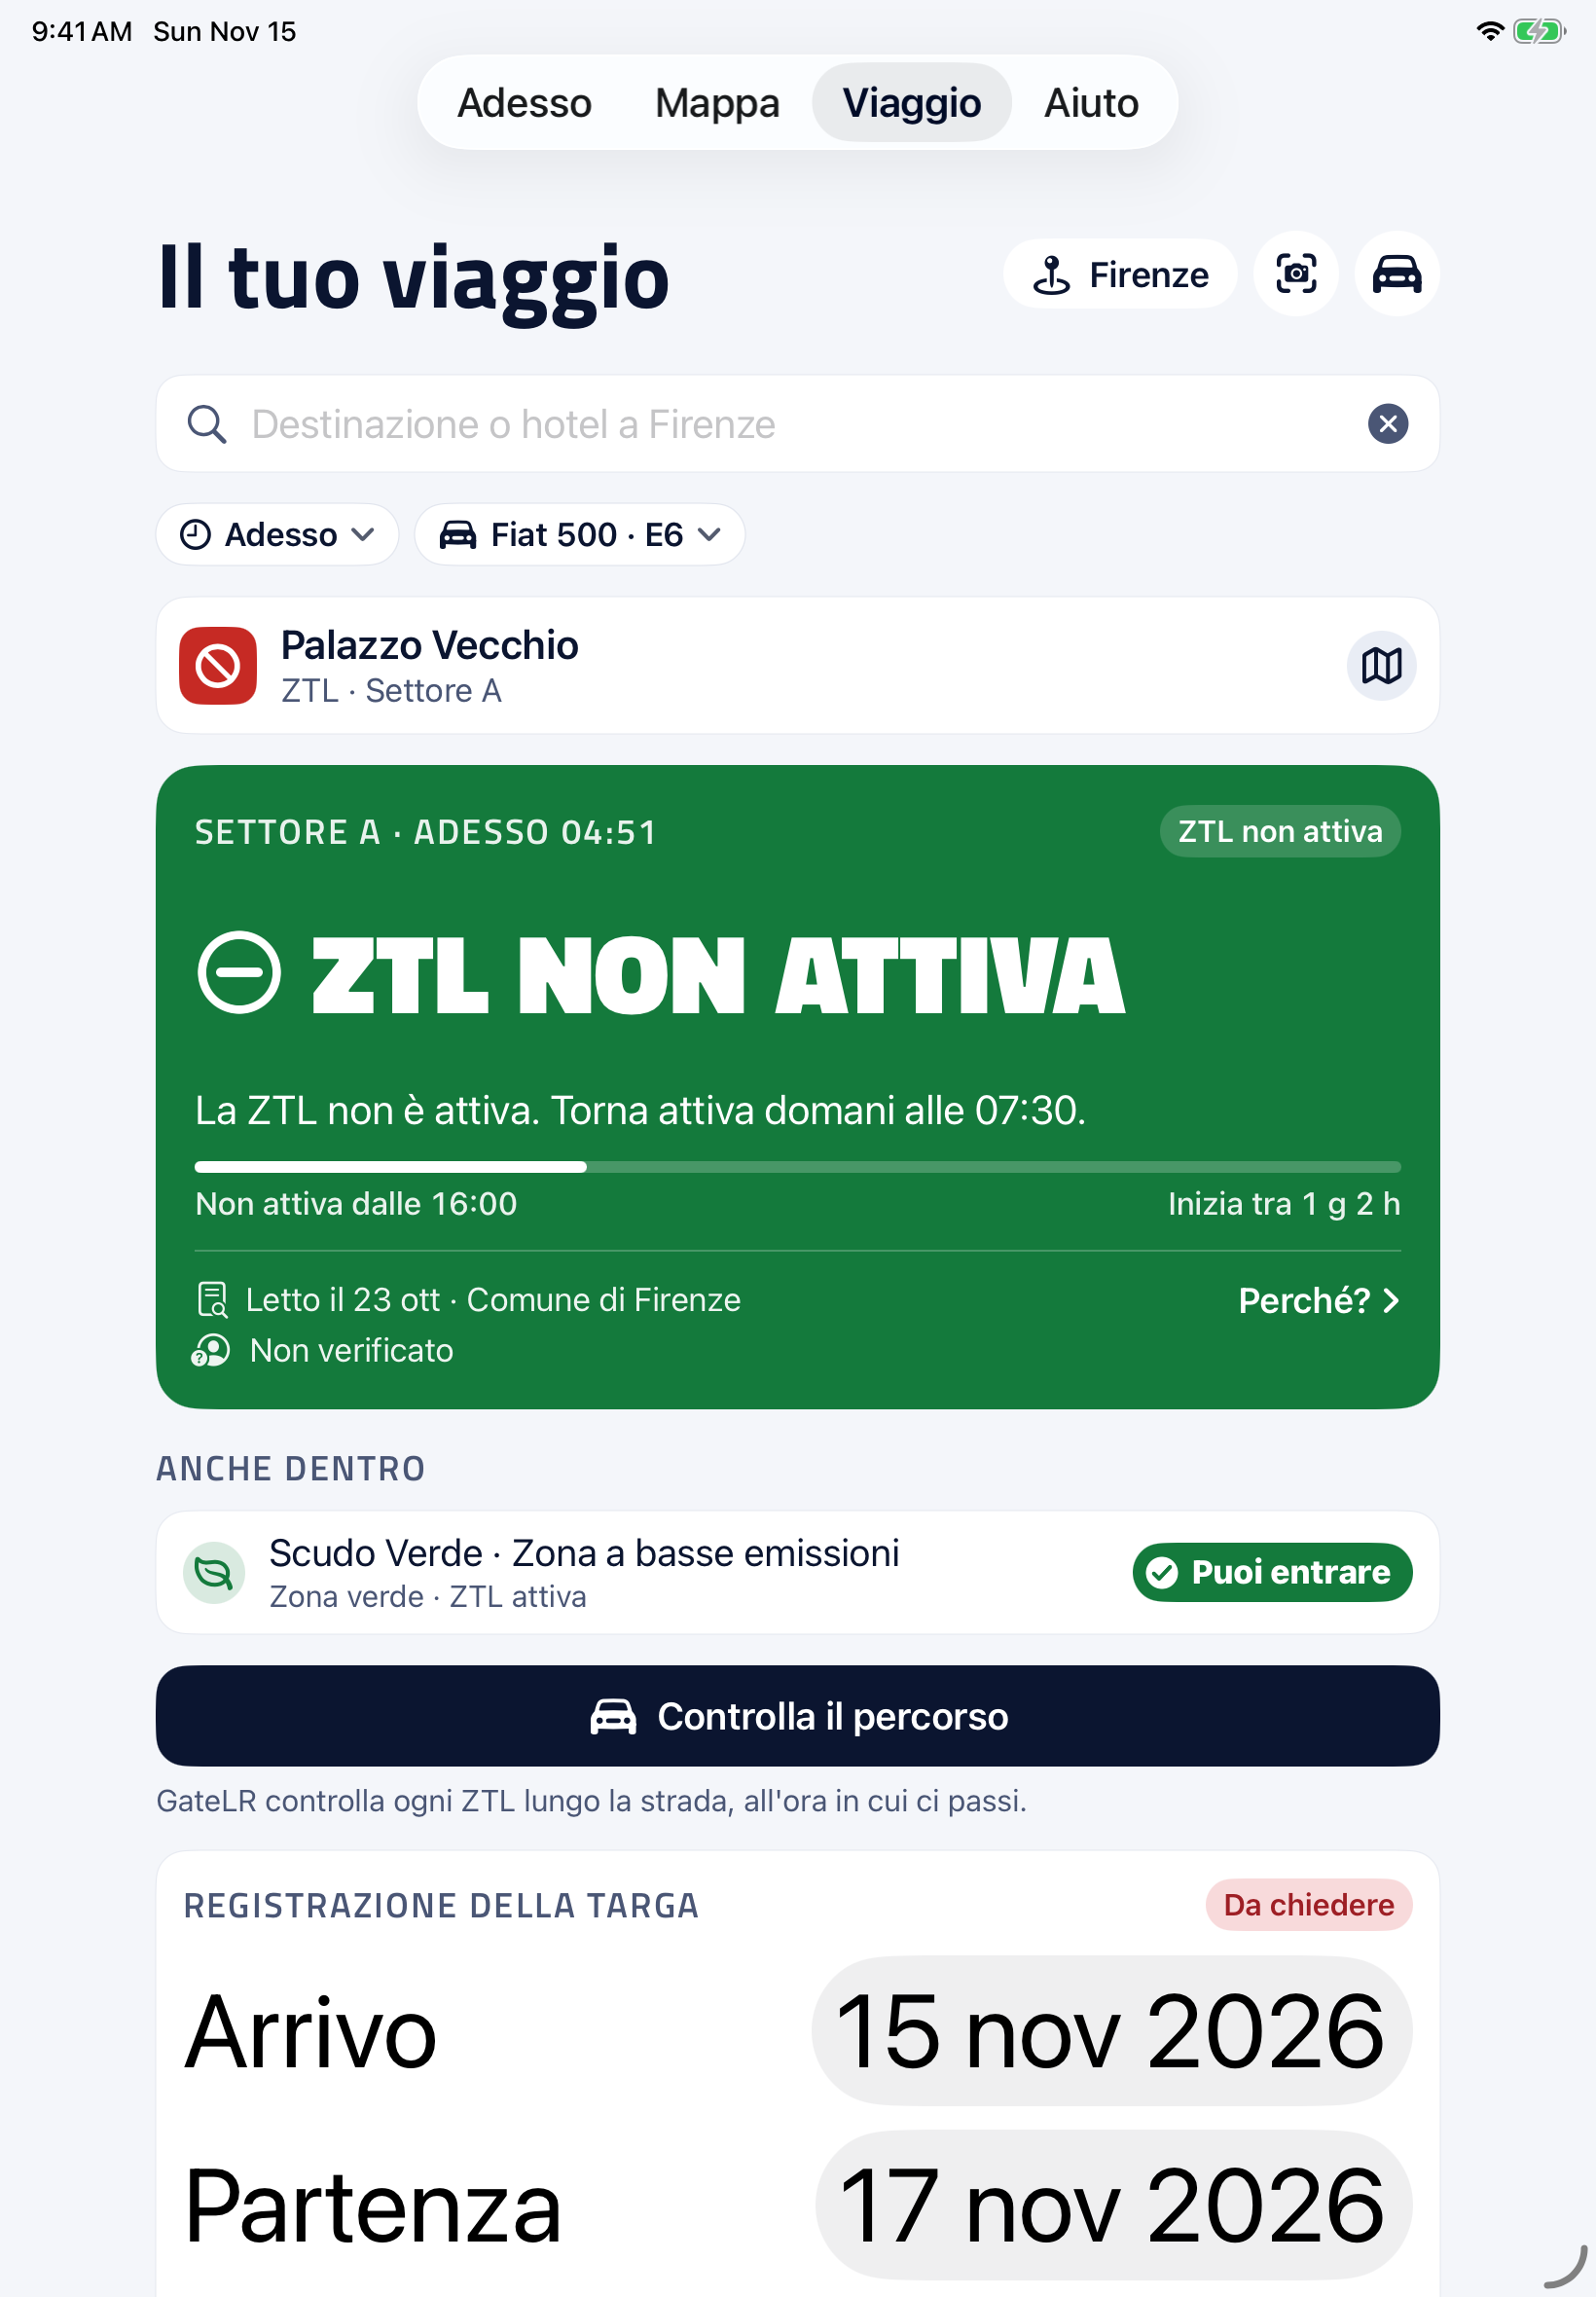 9:41 AM Sun Nov 15
Adesso Mappa Viaggio Aiuto
Il tuo viaggio
Firenze
Destinazione o hotel a Firenze
Adesso
Fiat 500 · E6
Palazzo Vecchio
ZTL · Settore A
SETTORE A · ADESSO 04:51
ZTL non attiva
ZTL NON ATTIVA
La ZTL non è attiva. Torna attiva domani alle 07:30.
Non attiva dalle 16:00
Inizia tra 1 g 2 h
Letto il 23 ott · Comune di Firenze
Perché?
Non verificato
ANCHE DENTRO
Scudo Verde · Zona a basse emissioni
Zona verde · ZTL attiva
Puoi entrare
Controlla il percorso
GateLR controlla ogni ZTL lungo la strada, all'ora in cui ci passi.
REGISTRAZIONE DELLA TARGA
Da chiedere
Arrivo
15 nov 2026
Partenza
17 nov 2026